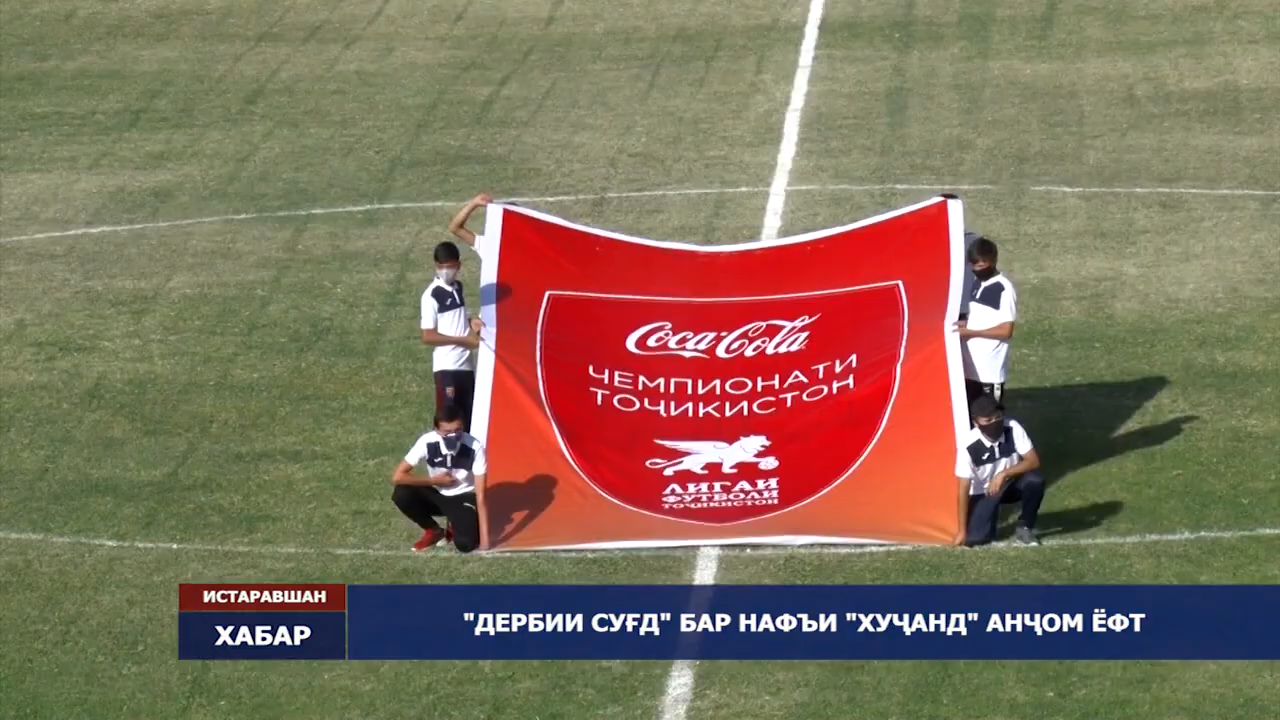 Coca-Cola
ЧЕМПИОНАТИ
ТОҶИКИСТОН
ЛИГАИ
ФУТБОЛИ
ТОҶИКИСТОН
ИСТАРАВШАН
ХАБАР
"ДЕРБИИ СУҒД" БАР НАФЪИ "ХУҶАНД" АНҶОМ ЁФТ